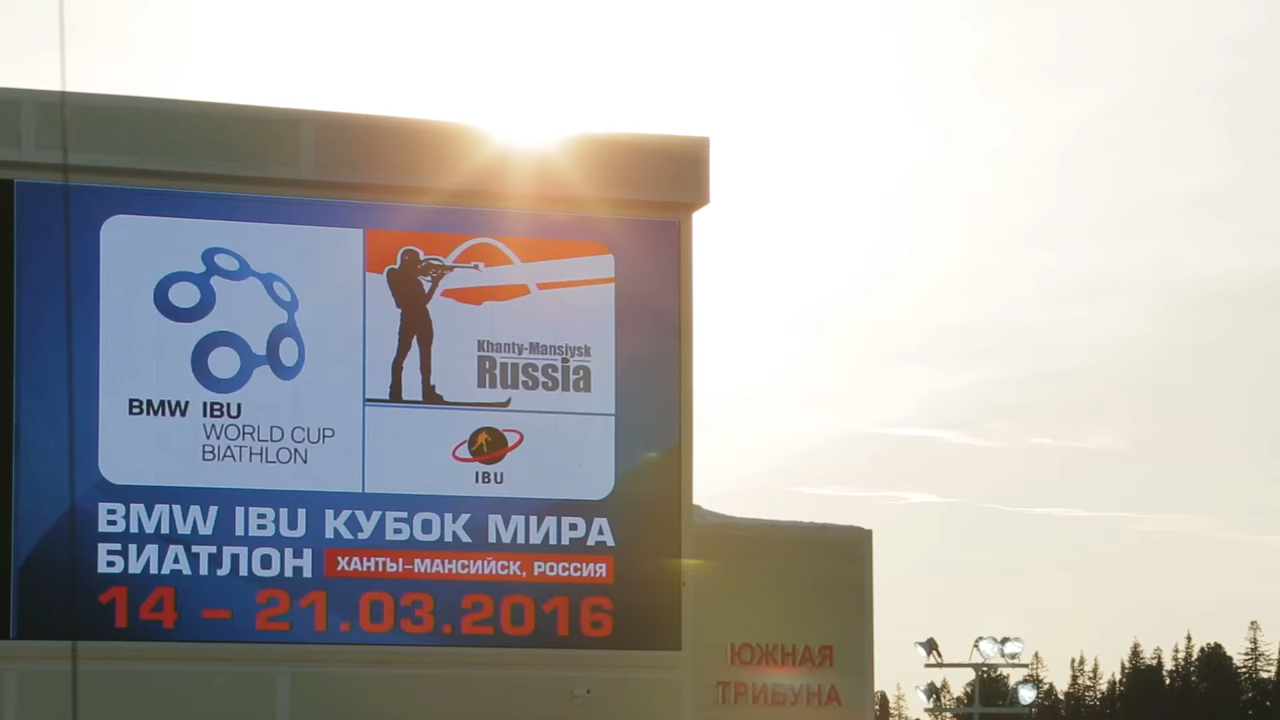 BMW IBU
WORLD CUP
BIATHLON
Khanty-Mansiysk
Russia
IBU
BMW IBU КУБОК МИРА
БИАТЛОН ХАНТЫ-МАНСИЙСК, РОССИЯ
14 - 21.03.2016
ЮЖНАЯ
ТРИБУНА